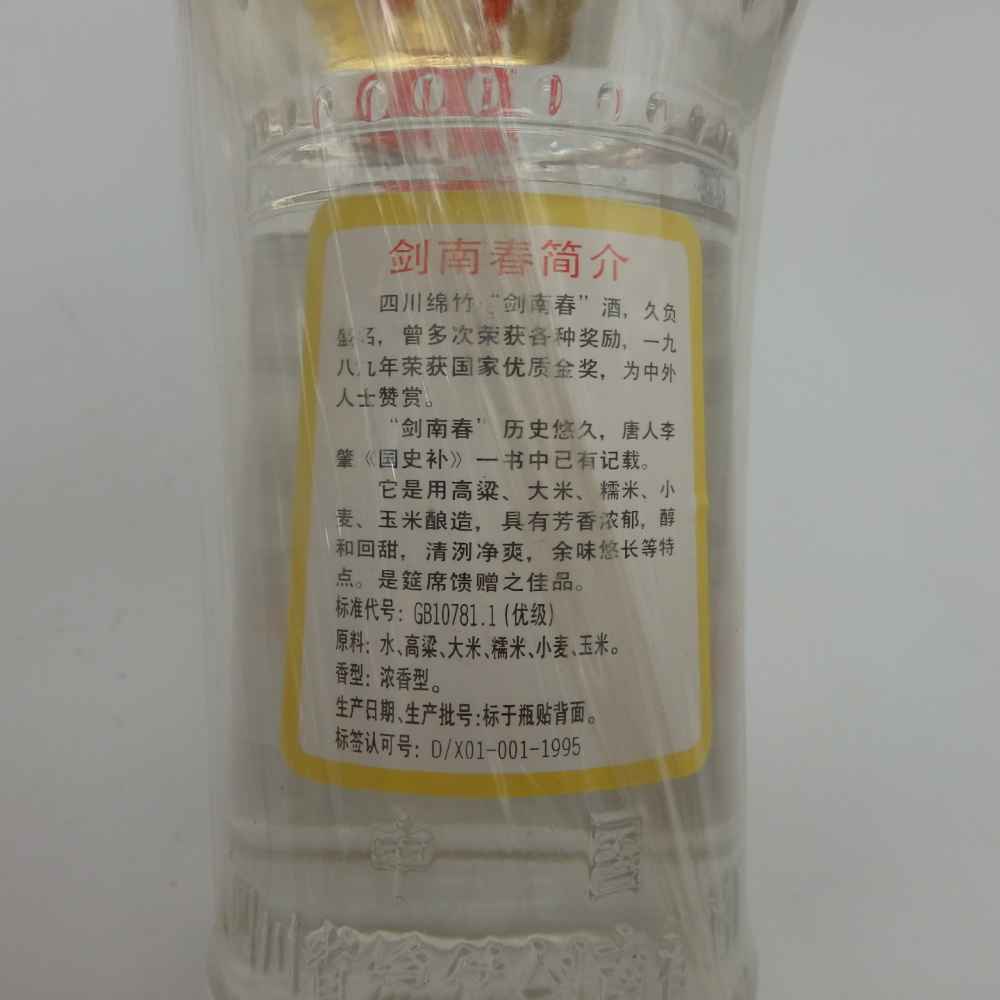 剑南春简介
四川绵竹“剑南春”酒，久负
盛名，曾多次荣获各种奖励，一九
八九年荣获国家优质金奖，为中外
人士赞赏。
“剑南春”历史悠久，唐人李
肇《国史补》一书中已有记载。
它是用高粱、大米、糯米、小
麦、玉米酿造，具有芳香浓郁，醇
和回甜，清洌净爽，余味悠长等特
点。是筵席馈赠之佳品。
标准代号：GB10781.1(优级)
原料：水、高粱、大米、糯米、小麦、玉米。
香型：浓香型。
生产日期、生产批号：标于瓶贴背面。
标签认可号：D/X01-001-1995
中国